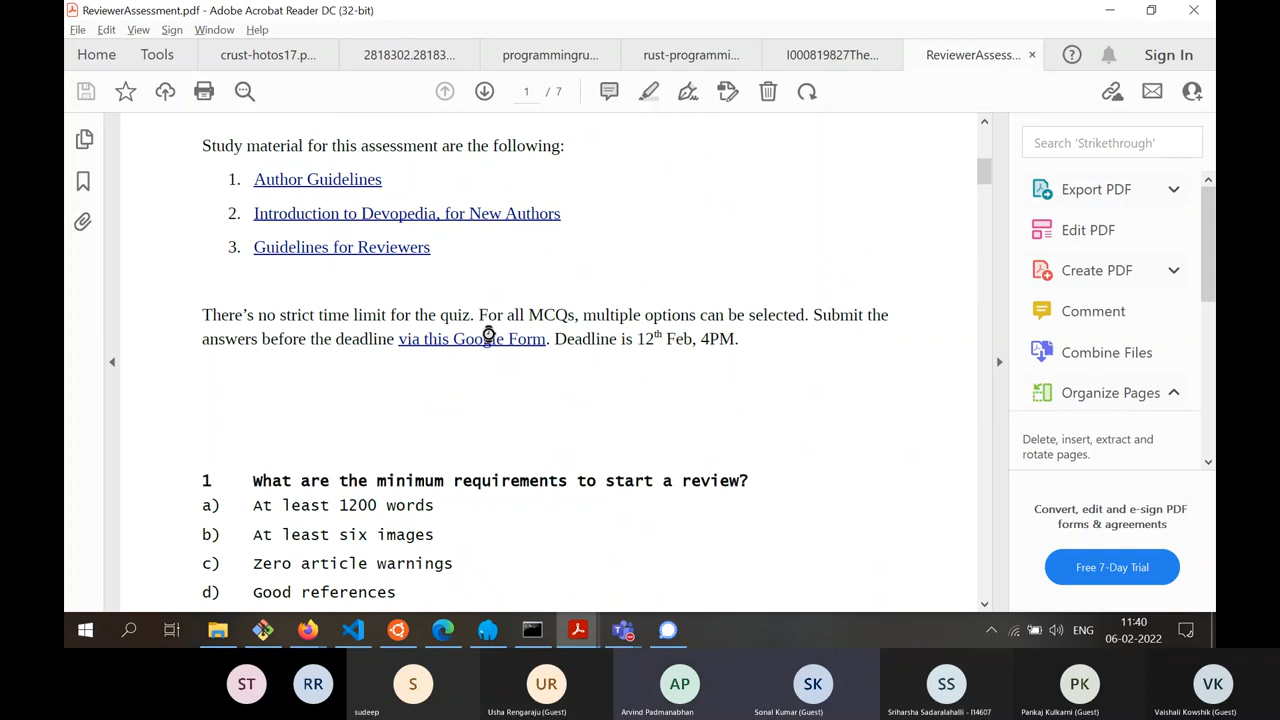 ReviewerAssessment.pdf - Adobe Acrobat Reader DC (32-bit)
File Edit View Sign Window Help
Home Tools crust-hotos17.p... 2818302.28183... programmingru... rust-programmi... I000819827The... ReviewerAssess... × Sign In
1 / 7
Study material for this assessment are the following:
1. Author Guidelines
2. Introduction to Devopedia, for New Authors
3. Guidelines for Reviewers
There's no strict time limit for the quiz. For all MCQs, multiple options can be selected. Submit the
answers before the deadline via this Google Form. Deadline is 12th Feb, 4PM.
1 What are the minimum requirements to start a review?
a) At least 1200 words
b) At least six images
c) Zero article warnings
d) Good references
Search 'Strikethrough'
Export PDF
Edit PDF
Create PDF
Comment
Combine Files
Organize Pages
Delete, insert, extract and
rotate pages.
Convert, edit and e-sign PDF
forms & agreements
Free 7-Day Trial
ENG
11:40
06-02-2022
ST RR S UR AP SK SS PK VK
sudeep Usha Rengaraju (Guest) Arvind Padmanabhan Sonal Kumar (Guest) Sriharsha Sadaralahalli - I14607 Pankaj Kulkarni (Guest) Vaishali Kowshik (Guest)